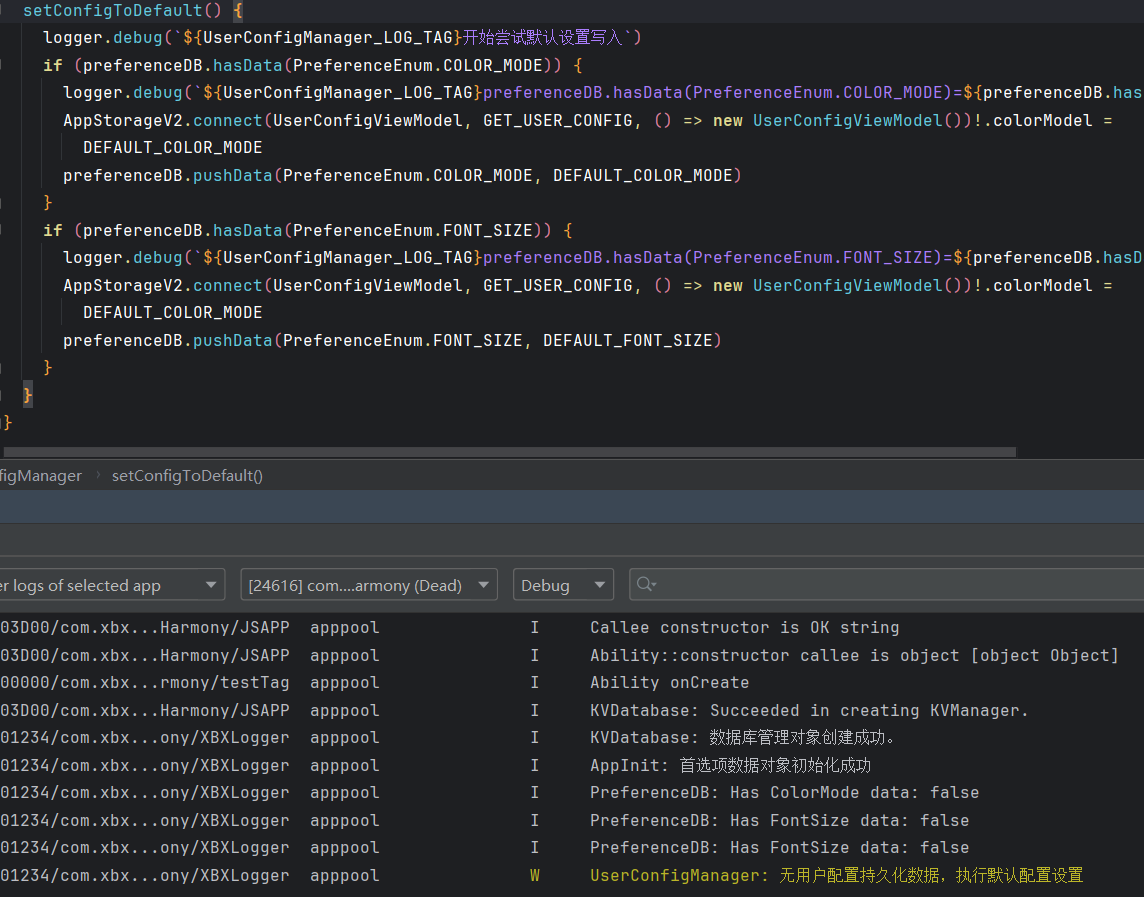 setConfigToDefault() {
logger.debug(`${UserConfigManager_LOG_TAG}开始尝试默认设置写入`)
if (preferenceDB.hasData(PreferenceEnum.COLOR_MODE)) {
logger.debug(`${UserConfigManager_LOG_TAG}preferenceDB.hasData(PreferenceEnum.COLOR_MODE)=${preferenceDB.has
AppStorageV2.connect(UserConfigViewModel, GET_USER_CONFIG, () => new UserConfigViewModel())!.colorModel =
DEFAULT_COLOR_MODE
preferenceDB.pushData(PreferenceEnum.COLOR_MODE, DEFAULT_COLOR_MODE)
}
if (preferenceDB.hasData(PreferenceEnum.FONT_SIZE)) {
logger.debug(`${UserConfigManager_LOG_TAG}preferenceDB.hasData(PreferenceEnum.FONT_SIZE)=${preferenceDB.hasD
AppStorageV2.connect(UserConfigViewModel, GET_USER_CONFIG, () => new UserConfigViewModel())!.colorModel =
DEFAULT_COLOR_MODE
preferenceDB.pushData(PreferenceEnum.FONT_SIZE, DEFAULT_FONT_SIZE)
}
}
}
figManager › setConfigToDefault()
er logs of selected app [24616] com....armony (Dead) Debug
03D00/com.xbx...Harmony/JSAPP apppool I Callee constructor is OK string
03D00/com.xbx...Harmony/JSAPP apppool I Ability::constructor callee is object [object Object]
00000/com.xbx...rmony/testTag apppool I Ability onCreate
03D00/com.xbx...Harmony/JSAPP apppool I KVDatabase: Succeeded in creating KVManager.
01234/com.xbx...ony/XBXLogger apppool I KVDatabase: 数据库管理对象创建成功。
01234/com.xbx...ony/XBXLogger apppool I AppInit: 首选项数据对象初始化成功
01234/com.xbx...ony/XBXLogger apppool I PreferenceDB: Has ColorMode data: false
01234/com.xbx...ony/XBXLogger apppool I PreferenceDB: Has FontSize data: false
01234/com.xbx...ony/XBXLogger apppool I PreferenceDB: Has FontSize data: false
01234/com.xbx...ony/XBXLogger apppool W UserConfigManager: 无用户配置持久化数据，执行默认配置设置